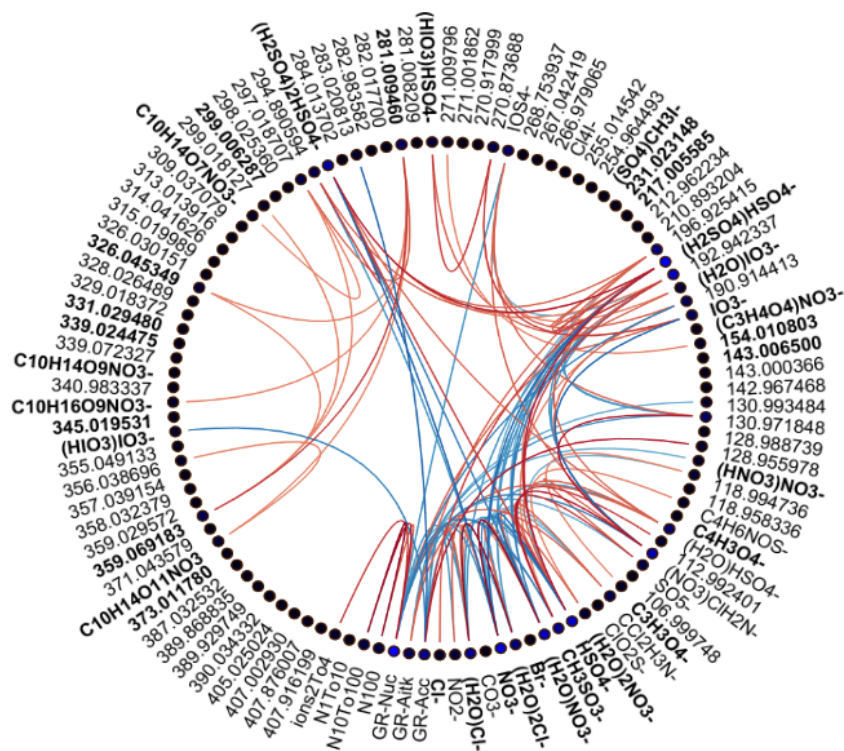 (HIO3)HSO4-
271.009796
271.001862
270.917999
270.873688
IOS4-
268.753937
267.042419
266.979065
Cl4I-
255.014542
254.964493
(SO4)CH3I-
231.023148
217.005585
212.962234
210.893204
196.925415
(H2SO4)HSO4-
192.942337
(H2O)IO3-
190.914413
IO3-
(C3H4O4)NO3-
154.010803
143.006500
143.000366
142.967468
130.993484
130.971848
128.988739
128.955978
(HNO3)NO3-
118.994736
118.958336
C4H6NOS-
C4H3O4-
(H2O)HSO4-
112.992401
(NO3)ClH2N-
SO5-
106.999748
C3H3O4-
CCl2H3N-
ClO2S-
(H2O)2NO3-
HSO4-
CH3SO3-
(H2O)NO3-
Br-
(H2O)2Cl-
NO3-
CO3-
(H2O)Cl-
NO2-
Cl-
GR-Acc
GR-Aitk
GR-Nuc
N100
N10To100
N1To10
ions2To4
407.916199
407.876007
407.002930
405.025024
390.034332
389.929749
389.868835
387.032532
373.011780
C10H14O11NO3
371.043579
359.069183
359.029572
358.032379
357.039154
356.038696
355.049133
(HIO3)IO3-
345.019531
C10H16O9NO3-
340.983337
C10H14O9NO3-
339.072327
339.024475
331.029480
329.018372
328.026489
326.045349
326.030151
315.019989
314.041626
313.013916
309.037079
C10H14O7NO3-
299.019127
299.006287
298.025360
297.018707
294.890594
(H2SO4)2HSO4-
284.013702
283.020813
282.983582
282.017700
281.009460
281.008209